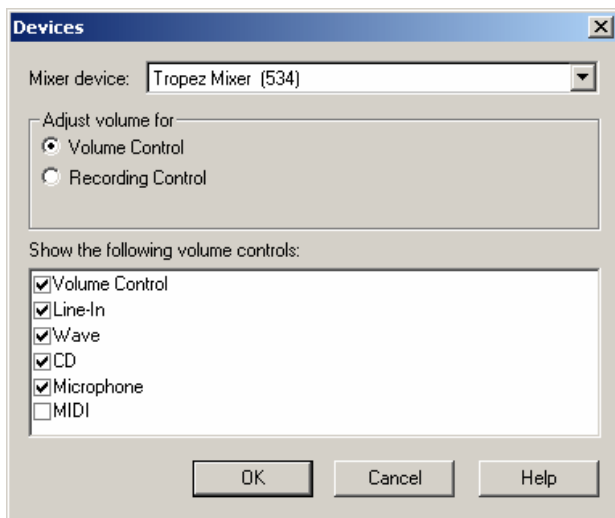 Devices
Mixer device: Tropez Mixer (534)
Adjust volume for
Volume Control
Recording Control
Show the following volume controls:
Volume Control
Line-In
Wave
CD
Microphone
MIDI
OK Cancel Help